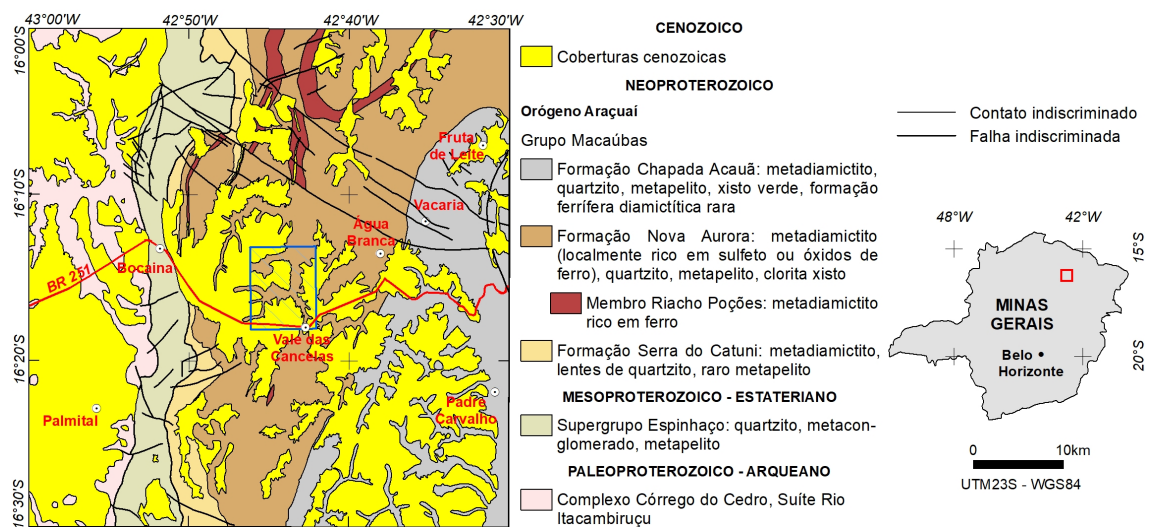 43°00'W
42°50'W
42°40'W
42°30'W
16°00'S
16°10'S
16°20'S
16°30'S
Fruta
de Leite
Vacaria
Água
Branca
BR 251
Bocaina
Vale das
Cancelas
Palmital
Padre
Carvalho
CENOZOICO
Coberturas cenozoicas
NEOPROTEROZOICO
Orógeno Araçuaí
Grupo Macaúbas
Formação Chapada Acauã: metadiamictito,
quartzito, metapelito, xisto verde, formação
ferrífera diamictítica rara
Formação Nova Aurora: metadiamictito
(localmente rico em sulfeto ou óxidos de
ferro), quartzito, metapelito, clorita xisto
Membro Riacho Poções: metadiamictito
rico em ferro
Formação Serra do Catuni: metadiamictito,
lentes de quartzito, raro metapelito
MESOPROTEROZOICO - ESTATERIANO
Supergrupo Espinhaço: quartzito, metacon-
glomerado, metapelito
PALEOPROTEROZOICO - ARQUEANO
Complexo Córrego do Cedro, Suíte Rio
Itacambiruçu
Contato indiscriminado
Falha indiscriminada
48°W
42°W
15°S
20°S
MINAS
GERAIS
Belo
Horizonte
0
10km
UTM23S - WGS84